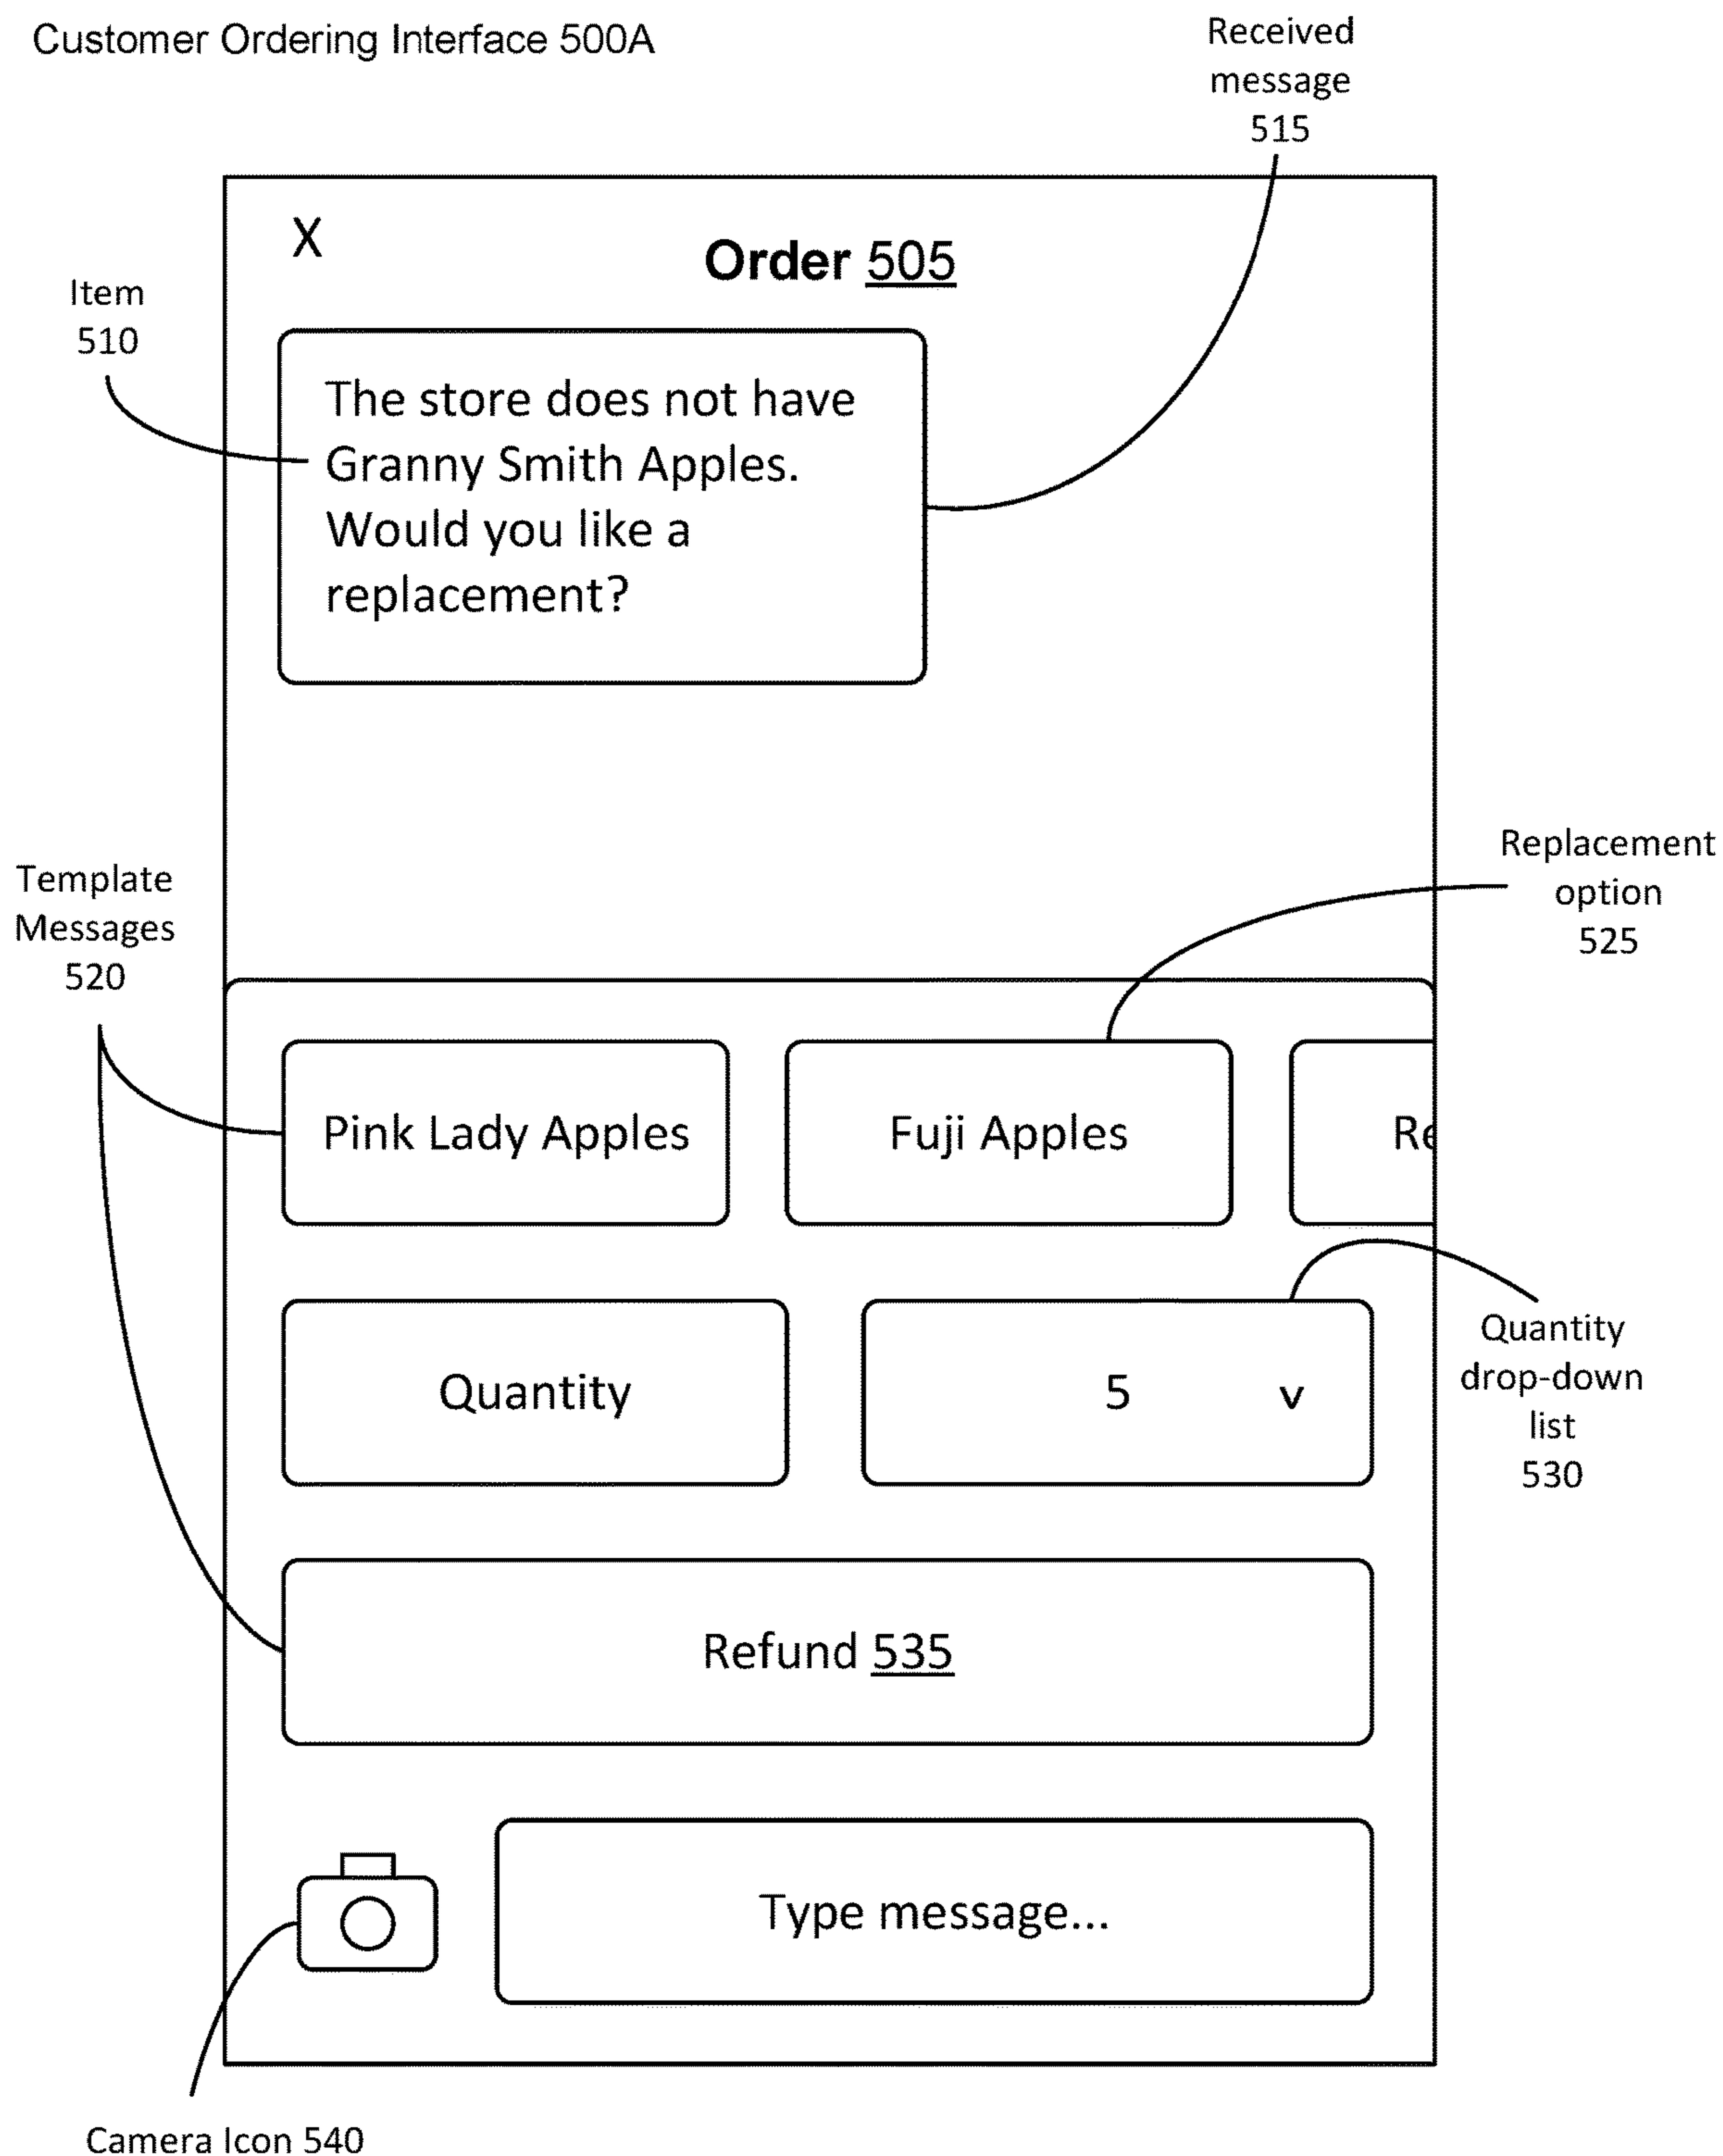 Customer Ordering Interface 500A
Received
message
515
X
Order 505
Item
510
The store does not have
Granny Smith Apples.
Would you like a
replacement?
Replacement
option
525
Template
Messages
520
Pink Lady Apples
Fuji Apples
Re
Quantity
5 v
Quantity
drop-down
list
530
Refund 535
Type message...
Camera Icon 540